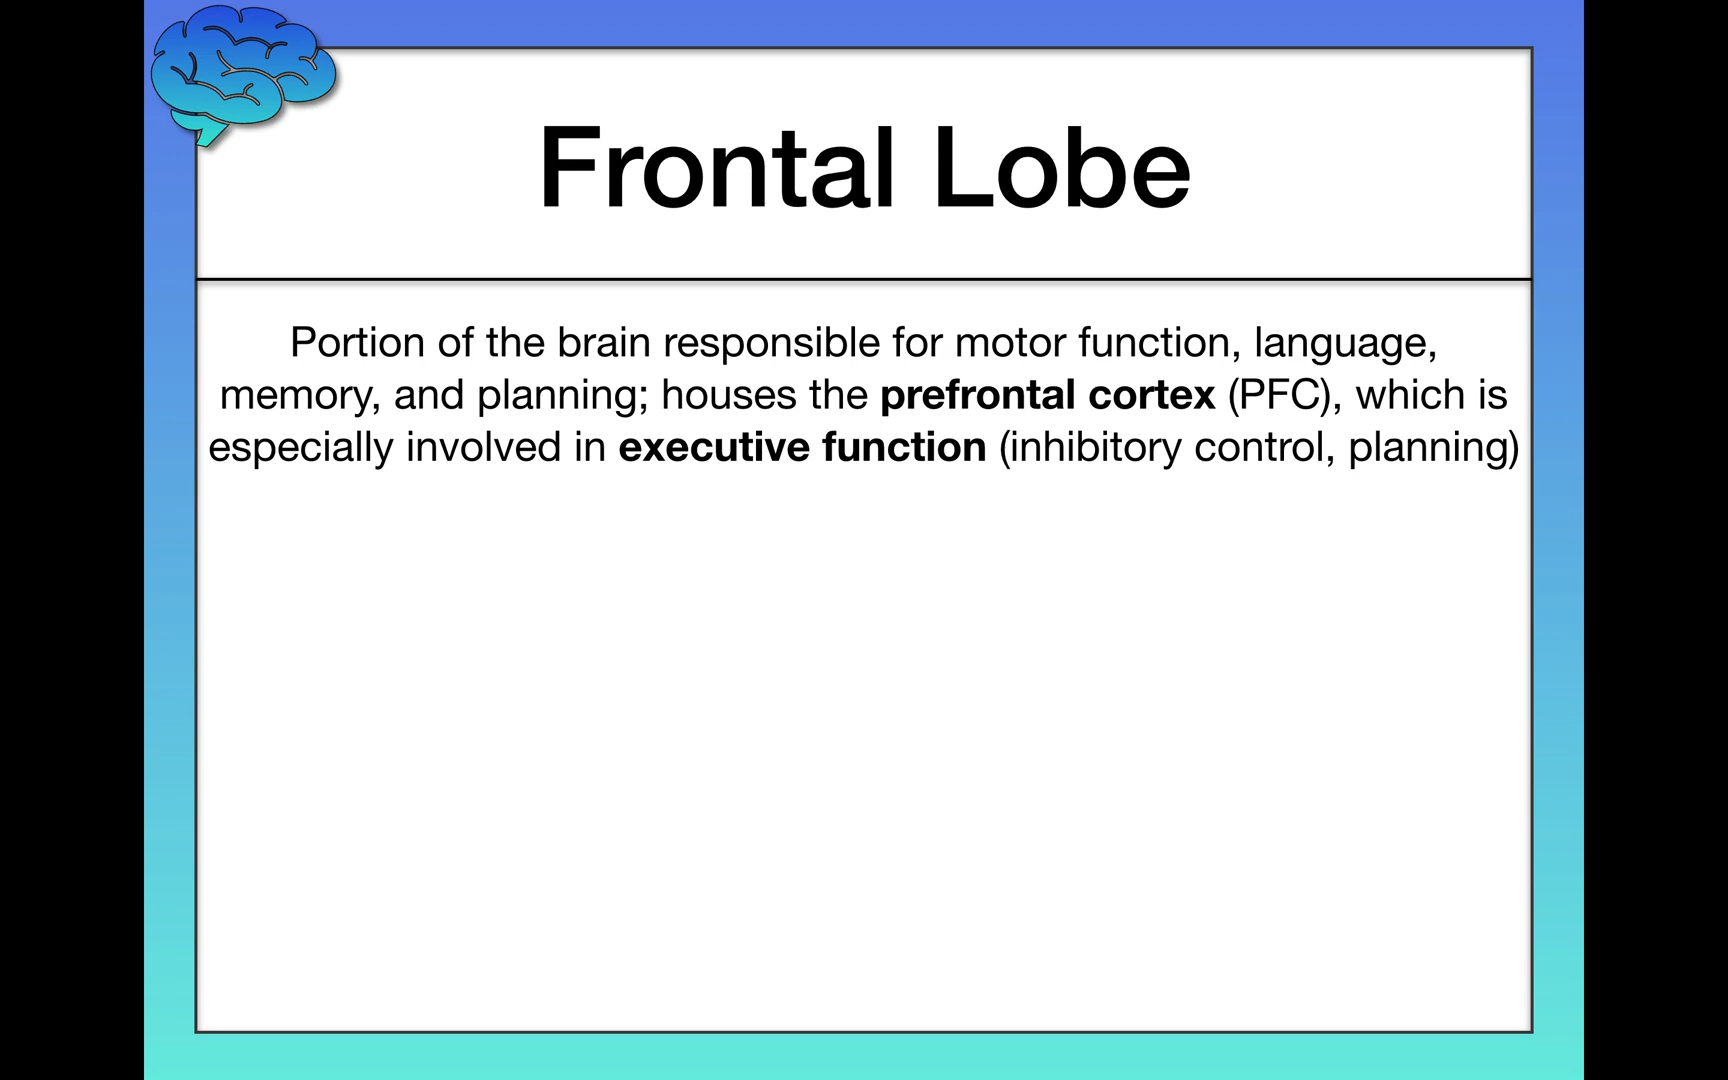 Frontal Lobe
Portion of the brain responsible for motor function, language,
memory, and planning; houses the prefrontal cortex (PFC), which is
especially involved in executive function (inhibitory control, planning)